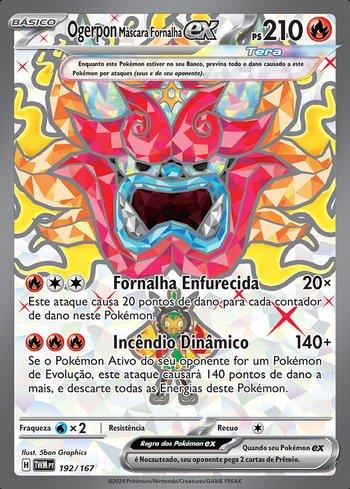 BÁSICO Ogerpon Máscara Fornalha ex PS 210
Tera
Enquanto este Pokémon estiver no seu Banco, previna todo o dano causado a este
Pokémon por ataques (seus e do seu oponente).
Fornalha Enfurecida 20×
Este ataque causa 20 pontos de dano para cada contador
de dano neste Pokémon.
Incêndio Dinâmico 140+
Se o Pokémon Ativo do seu oponente for um Pokémon
de Evolução, este ataque causará 140 pontos de dano a
mais, e descarte todas as Energias deste Pokémon.
Fraqueza × 2 Resistência Recuo
Ilust. 5ban Graphics
Regra dos Pokémon ex Quando seu Pokémon ex
é Nocauteado, seu oponente pega 2 cartas de Prêmio.
H TWM PT 192/167
©2024 Pokémon/Nintendo/Creatures/GAME FREAK